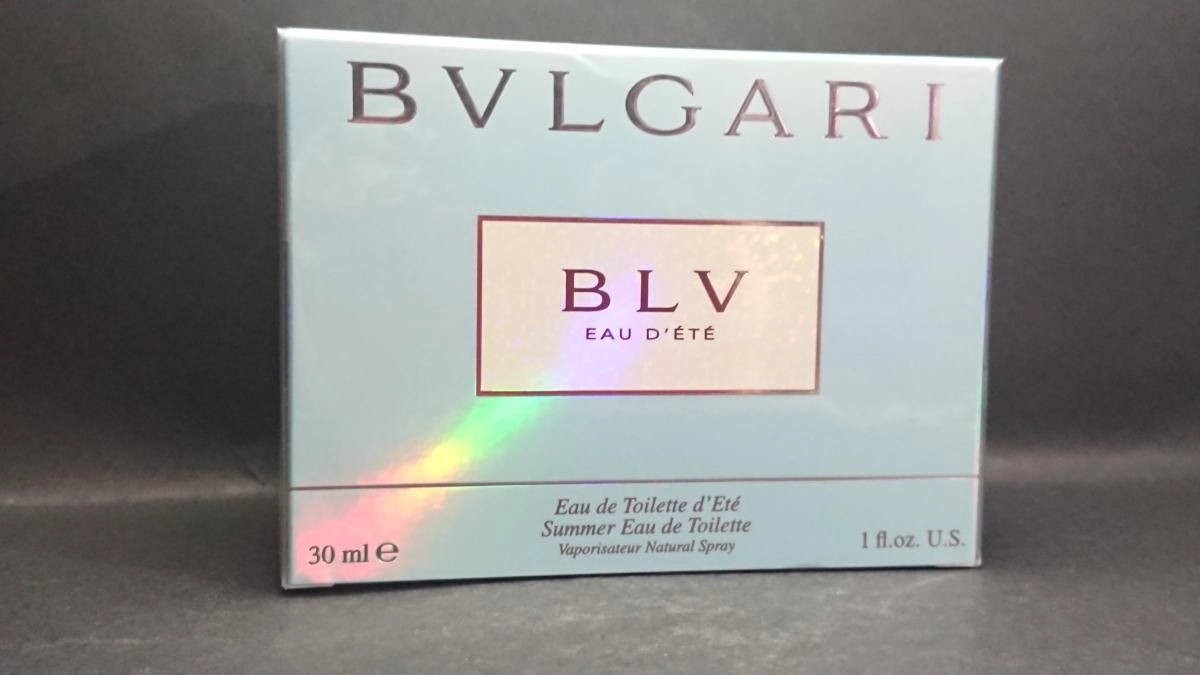 BVLGARI
BLV
EAU D'ÉTÉ
Eau de Toilette d'Eté
Summer Eau de Toilette
Vaporisateur Natural Spray
30 ml ℮
1 fl.oz. U.S.